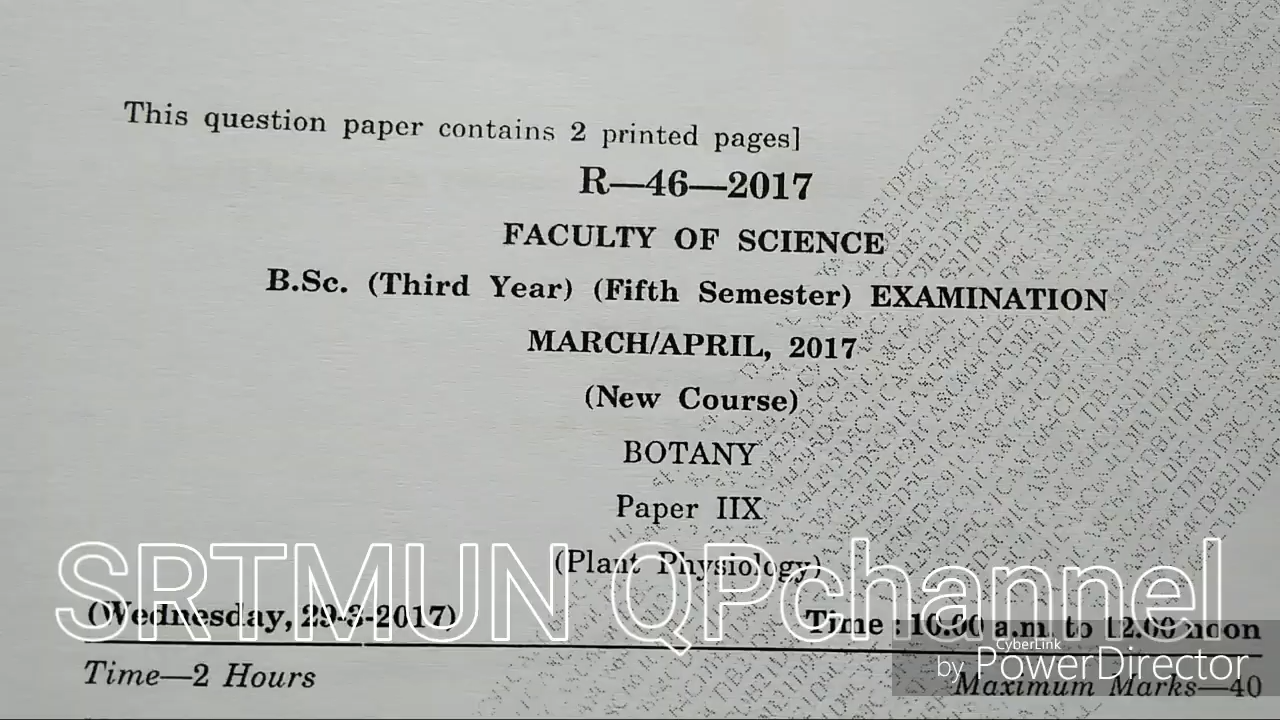 This question paper contains 2 printed pages]
R—46—2017
FACULTY OF SCIENCE
B.Sc. (Third Year) (Fifth Semester) EXAMINATION
MARCH/APRIL, 2017
(New Course)
BOTANY
Paper IIX
(Plant Physiology)
SRTMUN QPchannel
(Wednesday, 29-3-2017) Time : 10.00 a.m. to 12.00 noon
CyberLink
by PowerDirector
Time—2 Hours Maximum Marks—40